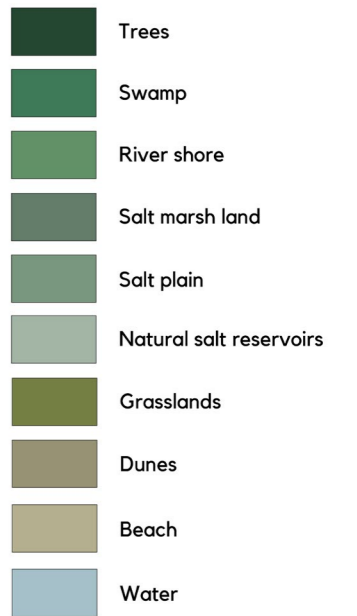 Trees
Swamp
River shore
Salt marsh land
Salt plain
Natural salt reservoirs
Grasslands
Dunes
Beach
Water